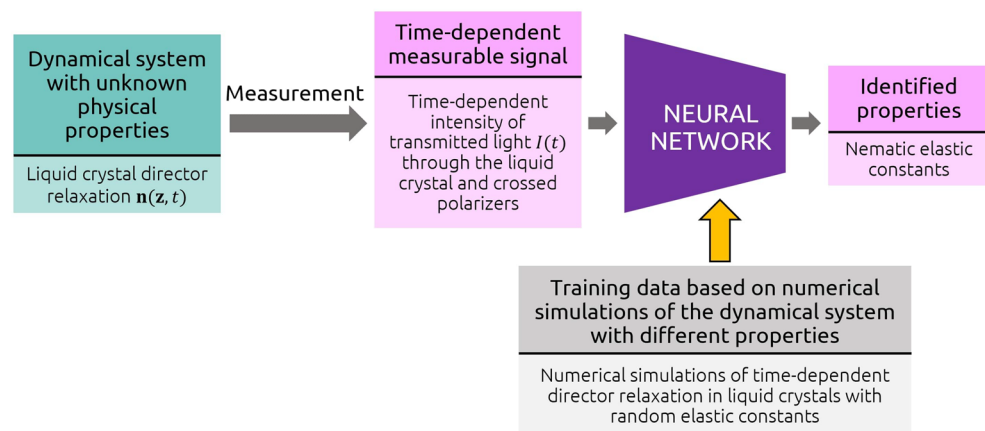 Dynamical system
with unknown
physical
properties
Liquid crystal director
relaxation n(z, t)
Measurement
Time-dependent
measurable signal
Time-dependent
intensity of
transmitted light I(t)
through the liquid
crystal and crossed
polarizers
NEURAL
NETWORK
Identified
properties
Nematic elastic
constants
Training data based on numerical
simulations of the dynamical system
with different properties
Numerical simulations of time-dependent
director relaxation in liquid crystals with
random elastic constants